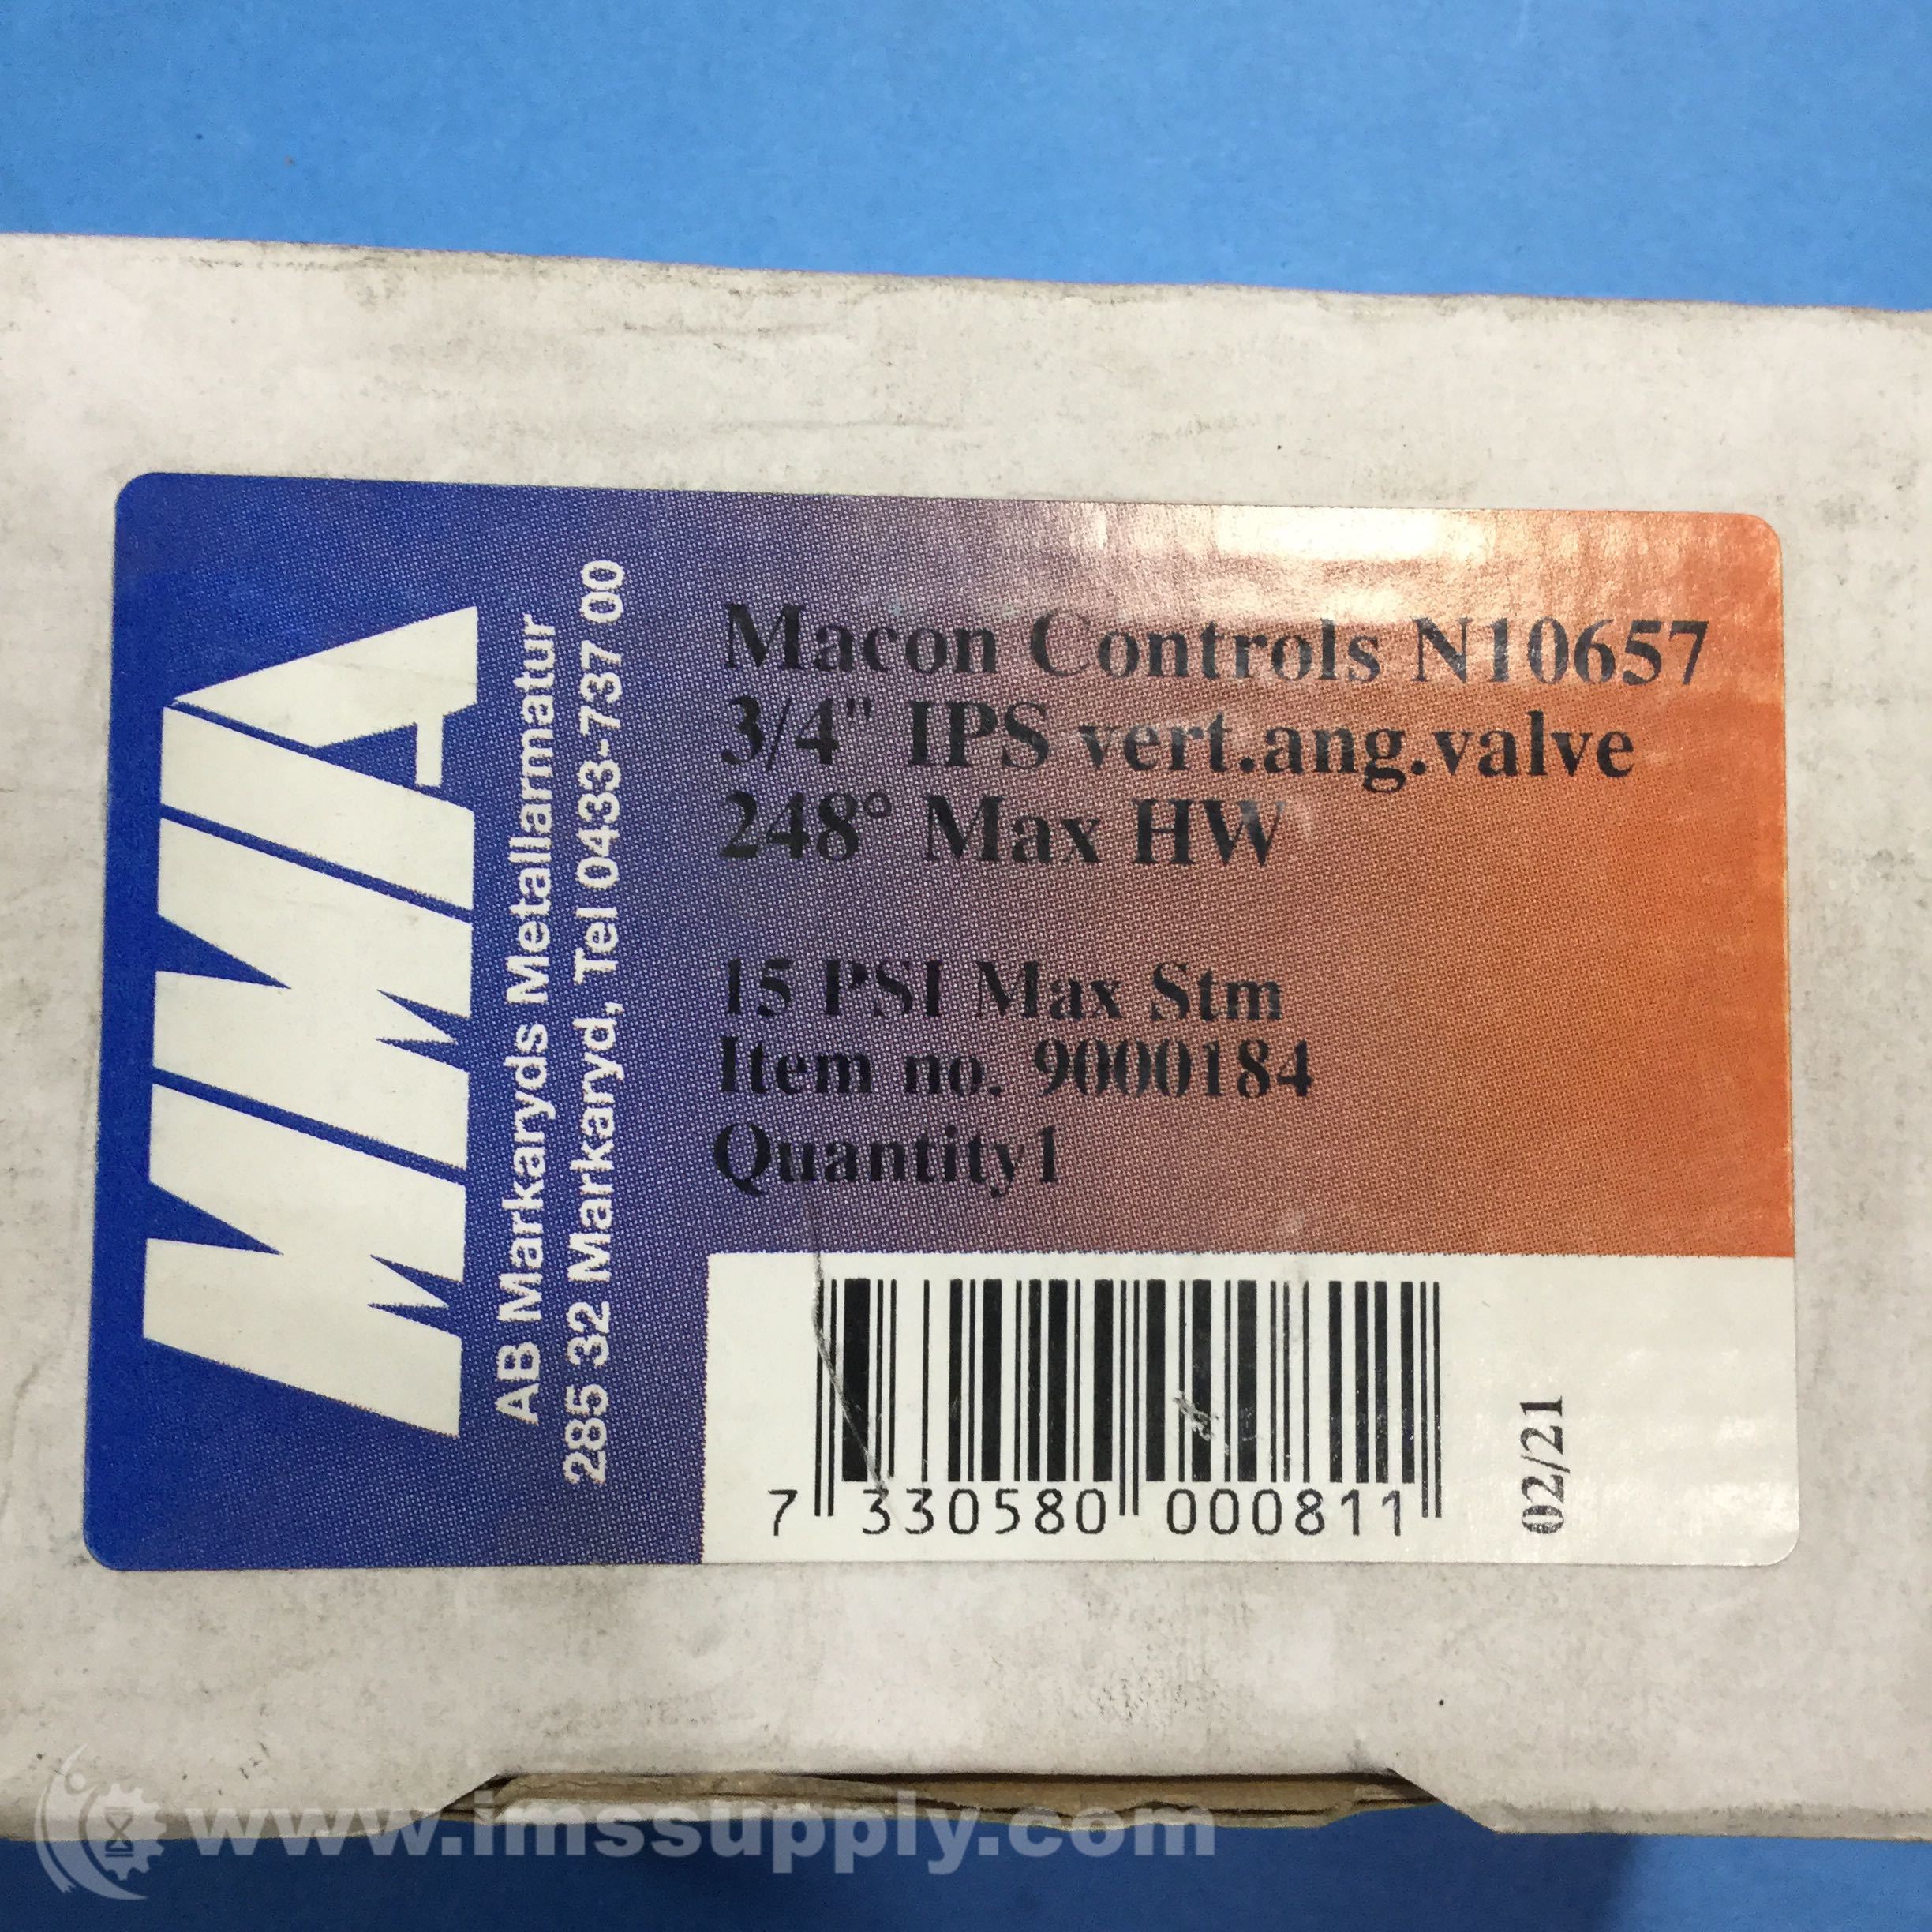 MMA
AB Markaryds Metallarmatur
285 32 Markaryd, Tel 0433-737 00
Macon Controls N10657
3/4" IPS vert.ang.valve
248° Max HW
15 PSI Max Stm
Item no. 9000184
Quantity1
7 330580 000811
02/21
www.imssupply.com